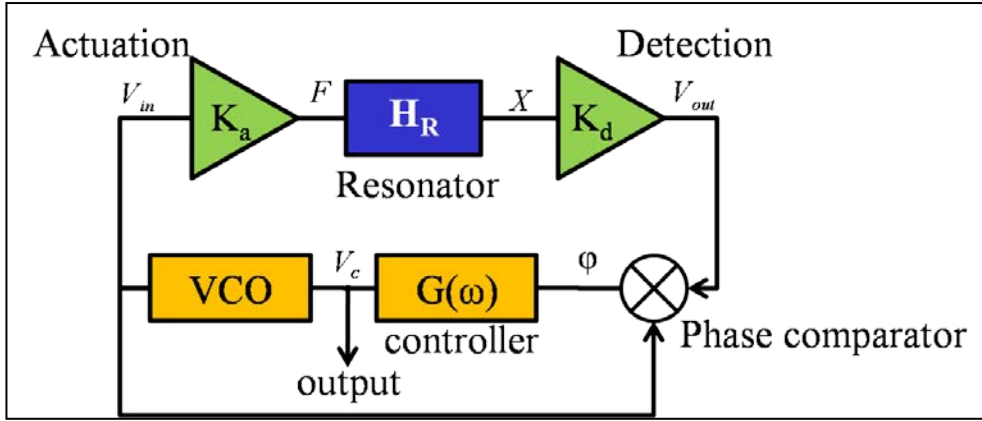 Actuation
Detection
V_in
K_a
F
H_R
X
K_d
V_out
Resonator
VCO
V_c
G(ω)
φ
controller
Phase comparator
output